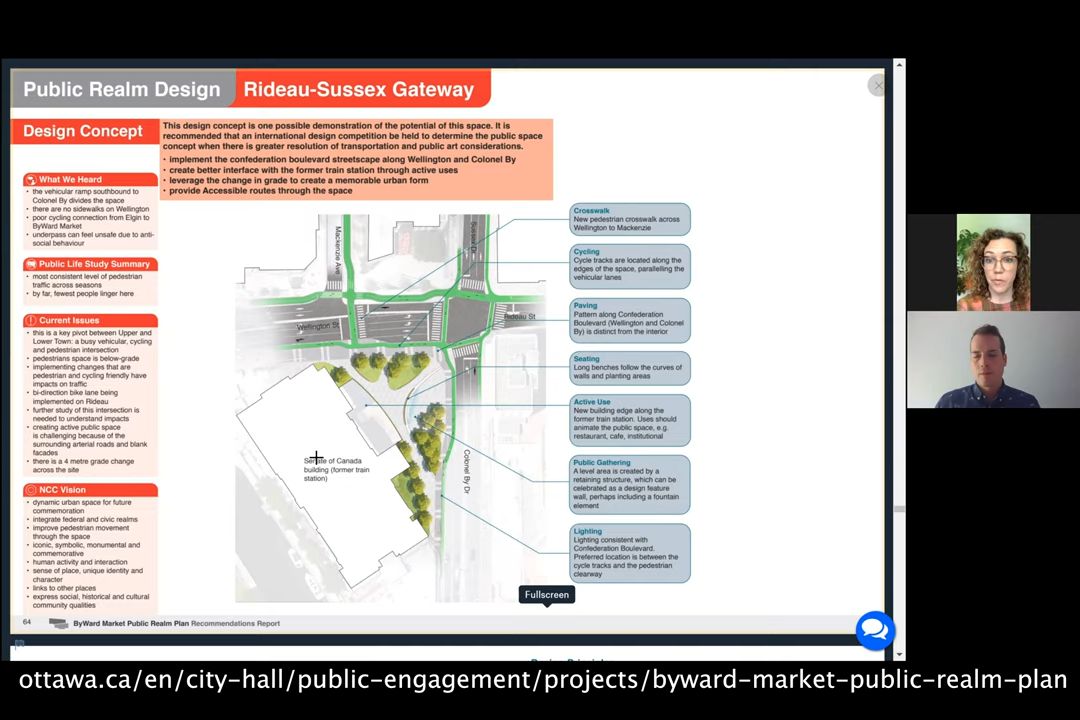 Public Realm Design
Rideau-Sussex Gateway
Design Concept
This design concept is one possible demonstration of the potential of this space. It is
recommended that an international design competition be held to determine the public space
concept when there is greater resolution of transportation and public art considerations.
• implement the confederation boulevard streetscape along Wellington and Colonel By
• create better interface with the former train station through active uses
• leverage the change in grade to create a memorable urban form
• provide Accessible routes through the space
What We Heard
• the vehicular ramp southbound to
Colonel By divides the space
• there are no sidewalks on Wellington
• poor cycling connection from Elgin to
ByWard Market
• underpass can feel unsafe due to anti-
social behaviour
Public Life Study Summary
• most consistent level of pedestrian
traffic across seasons
• by far, fewest people linger here
Current Issues
• this is a key pivot between Upper and
Lower Town: a busy vehicular, cycling
and pedestrian intersection
• pedestrians space is below-grade
• implementing changes that are
pedestrian and cycling friendly have
impacts on traffic
• bi-direction bike lane being
implemented on Rideau
• further study of this intersection is
needed to understand impacts
• creating active public space
is challenging because of the
surrounding arterial roads and blank
facades
• there is a 4 metre grade change
across the site
NCC Vision
• dynamic urban space for future
commemoration
• integrate federal and civic realms
• improve pedestrian movement
through the space
• iconic, symbolic, monumental and
commemorative
• human activity and interaction
• sense of place, unique identity and
character
• links to other places
• express social, historical and cultural
community qualities
Mackenzie Ave
Sussex Dr
Wellington St
Rideau St
Colonel By Dr
Senate of Canada
building (former train
station)
Crosswalk
New pedestrian crosswalk across
Wellington to Mackenzie
Cycling
Cycle tracks are located along the
edges of the space, parallelling the
vehicular lanes
Paving
Pattern along Confederation
Boulevard (Wellington and Colonel
By) is distinct from the interior
Seating
Long benches follow the curves of
walls and planting areas
Active Use
New building edge along the
former train station. Uses should
animate the public space, e.g.
restaurant, cafe, institutional
Public Gathering
A level area is created by a
retaining structure, which can be
celebrated as a design feature
wall, perhaps including a fountain
element
Lighting
Lighting consistent with
Confederation Boulevard.
Preferred location is between the
cycle tracks and the pedestrian
clearway
Fullscreen
64 ByWard Market Public Realm Plan Recommendations Report
ottawa.ca/en/city-hall/public-engagement/projects/byward-market-public-realm-plan